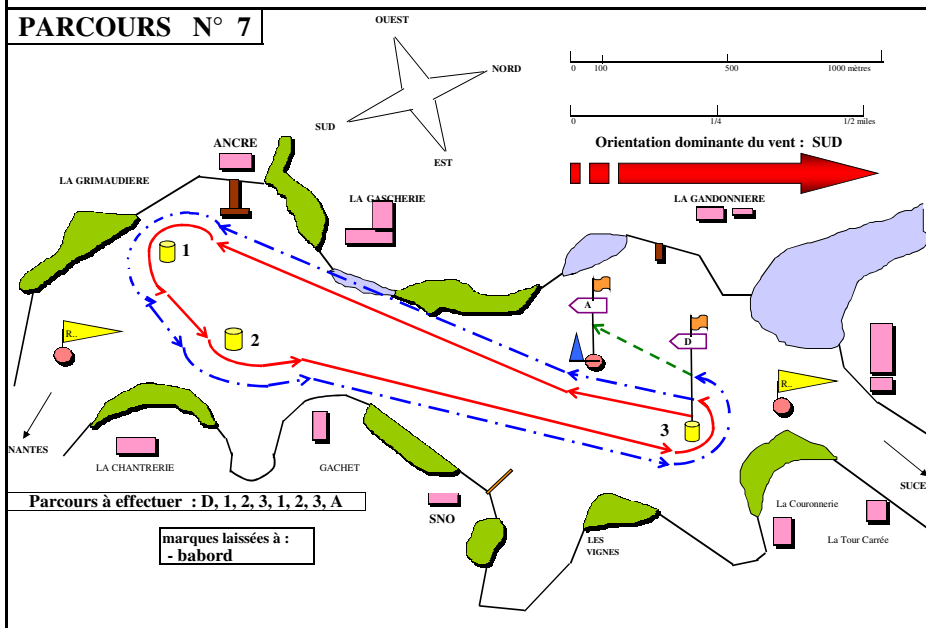 PARCOURS N° 7
OUEST
NORD
SUD
EST
0 100 500 1000 mètres
0 1/4 1/2 miles
Orientation dominante du vent : SUD
ANCRE
LA GRIMAUDIERE
LA GASCHERIE
LA GANDONNIERE
1
A
2
D
R..
R..
3
NANTES
LA CHANTRERIE
GACHET
SUCE
Parcours à effectuer : D, 1, 2, 3, 1, 2, 3, A
SNO
La Couronnerie
La Tour Carrée
LES
VIGNES
marques laissées à :
- babord